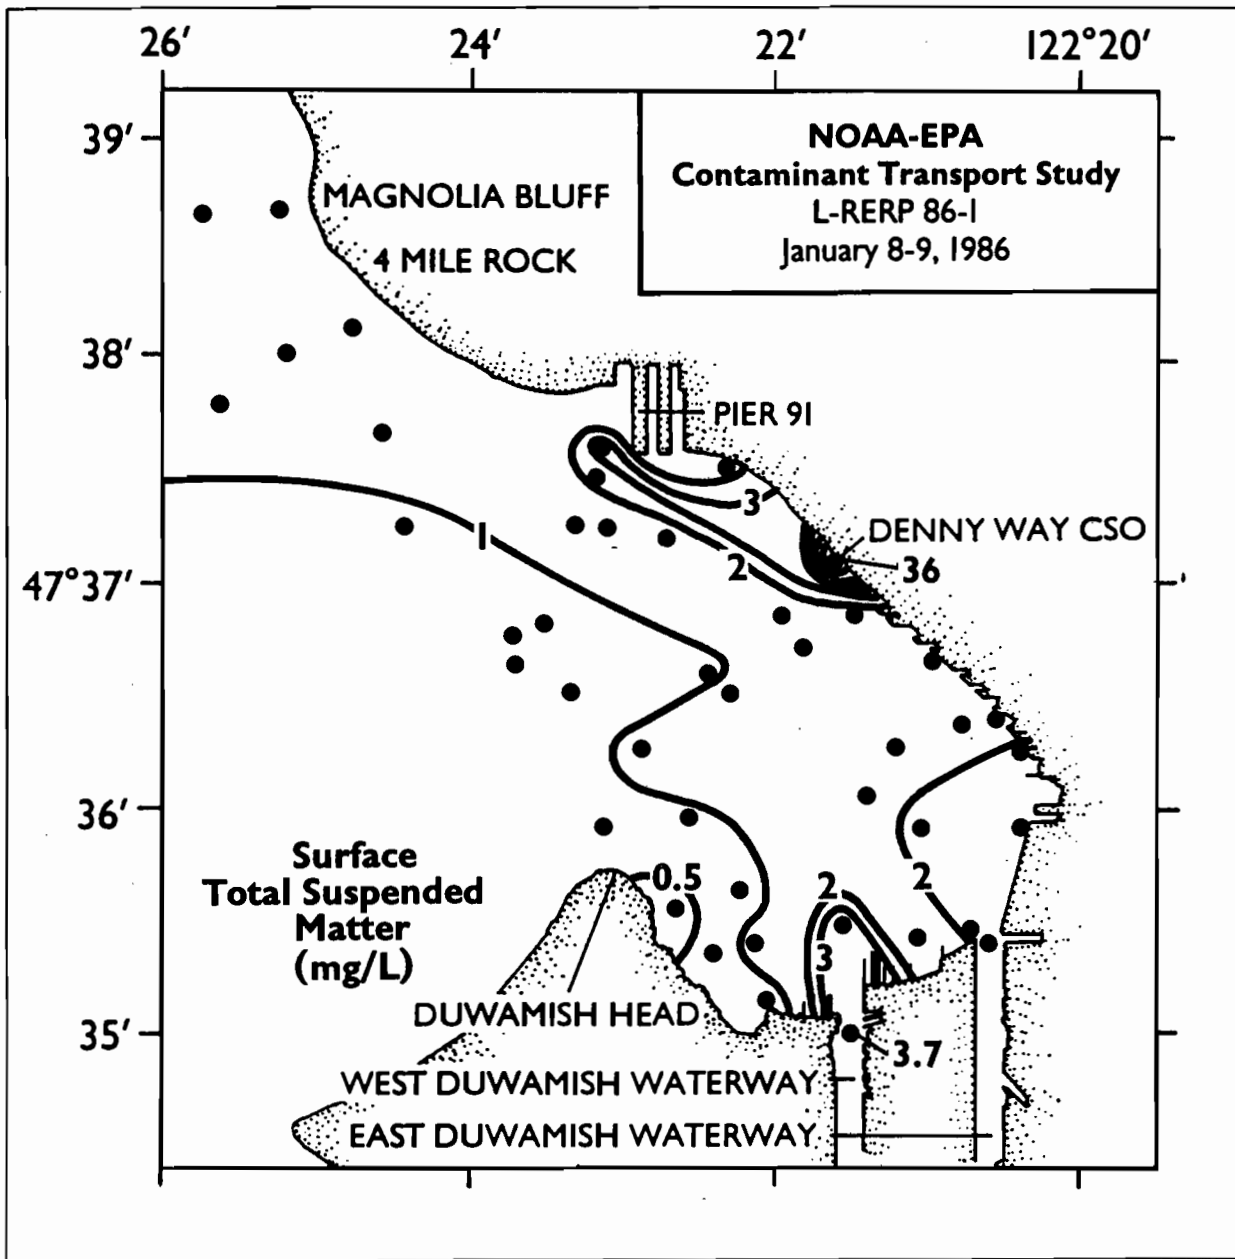 26′ 24′ 22′ 122°20′
39′
NOAA-EPA
Contaminant Transport Study
L-RERP 86-1
January 8-9, 1986
MAGNOLIA BLUFF
4 MILE ROCK
38′
PIER 91
3
DENNY WAY CSO
36
1
2
47°37′
36′
Surface
Total Suspended
Matter
(mg/L)
0.5
2
2
3
DUWAMISH HEAD
35′
3.7
WEST DUWAMISH WATERWAY
EAST DUWAMISH WATERWAY